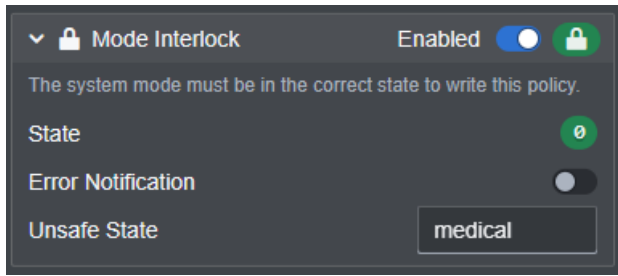 Mode Interlock Enabled
The system mode must be in the correct state to write this policy.
State 0
Error Notification
Unsafe State medical